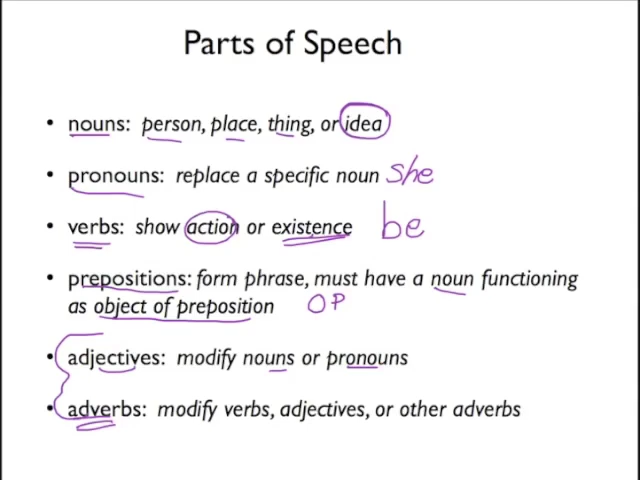 Parts of Speech
• nouns: person, place, thing, or idea
• pronouns: replace a specific noun she
• verbs: show action or existence be
• prepositions: form phrase, must have a noun functioning
as object of preposition OP
• adjectives: modify nouns or pronouns
• adverbs: modify verbs, adjectives, or other adverbs